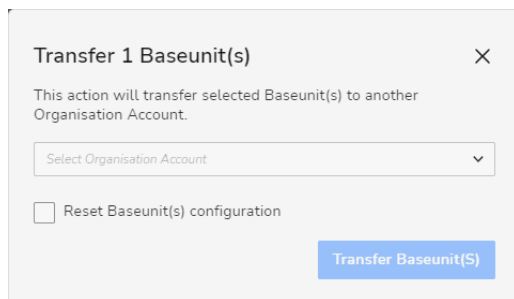 Transfer 1 Baseunit(s)
This action will transfer selected Baseunit(s) to another
Organisation Account.
Select Organisation Account
Reset Baseunit(s) configuration
Transfer Baseunit(S)